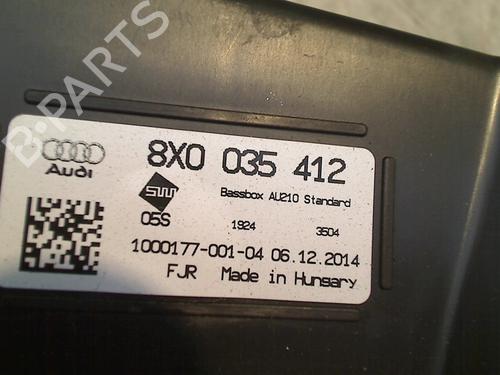 B-PARTS
Audi
8X0 035 412
SW
Bassbox AU210 Standard
05S
1924 3504
1000177-001-04 06.12.2014
FJR Made in Hungary